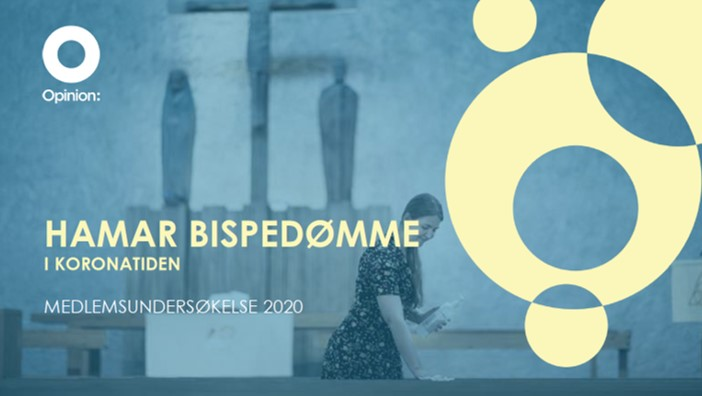 Opinion:
HAMAR BISPEDØMME
I KORONATIDEN
MEDLEMSUNDERSØKELSE 2020